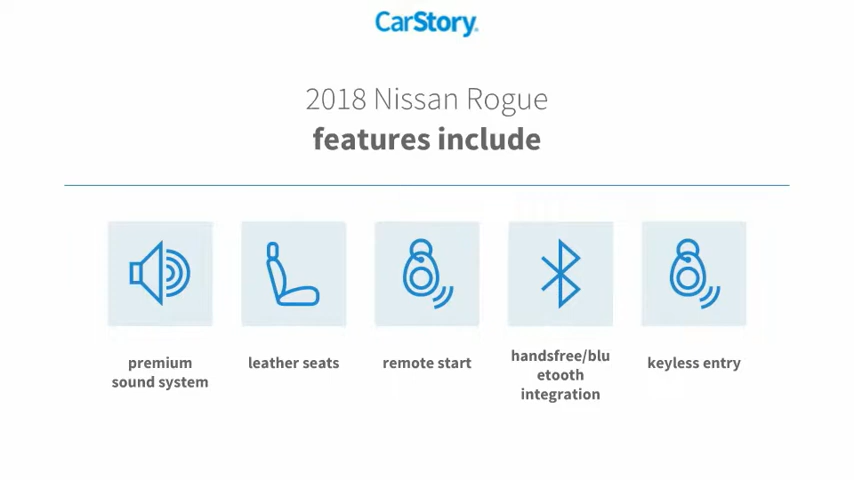 CarStory
2018 Nissan Rogue
features include
premium
sound system
leather seats
remote start
handsfree/blu
etooth
integration
keyless entry